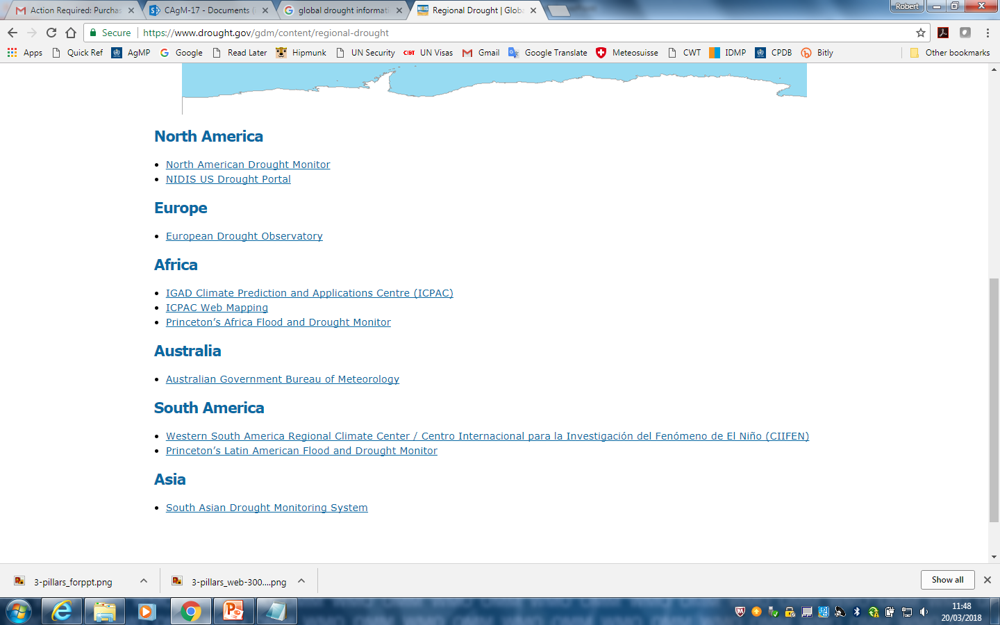 Robert
Action Required: Purchas
CAgM-17 - Documents (
global drought informati
Regional Drought | Globa
Secure
https://www.drought.gov/gdm/content/regional-drought
Apps
Quick Ref
AgMP
Google
Read Later
Hipmunk
UN Security
CIBT UN Visas
Gmail
Google Translate
Meteosuisse
CWT
IDMP
CPDB
Bitly
Other bookmarks
North America
North American Drought Monitor
NIDIS US Drought Portal
Europe
European Drought Observatory
Africa
IGAD Climate Prediction and Applications Centre (ICPAC)
ICPAC Web Mapping
Princeton’s Africa Flood and Drought Monitor
Australia
Australian Government Bureau of Meteorology
South America
Western South America Regional Climate Center / Centro Internacional para la Investigación del Fenómeno de El Niño (CIIFEN)
Princeton’s Latin American Flood and Drought Monitor
Asia
South Asian Drought Monitoring System
3-pillars_forppt.png
3-pillars_web-300....png
Show all
11:48
20/03/2018